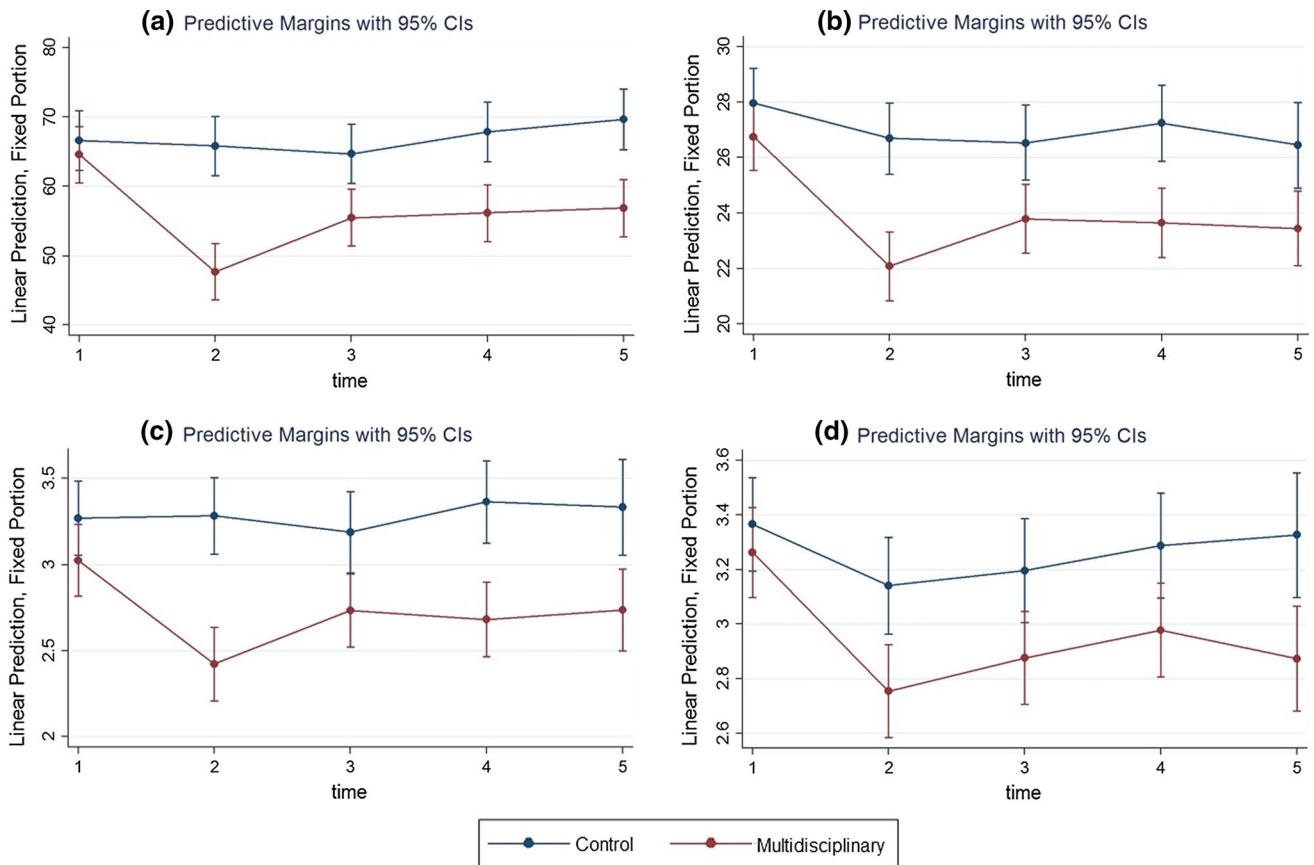 (a) Predictive Margins with 95% CIs
Linear Prediction, Fixed Portion
80
70
60
50
40
1 2 3 4 5
time
(b) Predictive Margins with 95% CIs
Linear Prediction, Fixed Portion
30
28
26
24
22
20
1 2 3 4 5
time
(c) Predictive Margins with 95% CIs
Linear Prediction, Fixed Portion
3.5
3
2.5
2
1 2 3 4 5
time
(d) Predictive Margins with 95% CIs
Linear Prediction, Fixed Portion
3.6
3.4
3.2
3
2.8
2.6
1 2 3 4 5
time
Control Multidisciplinary